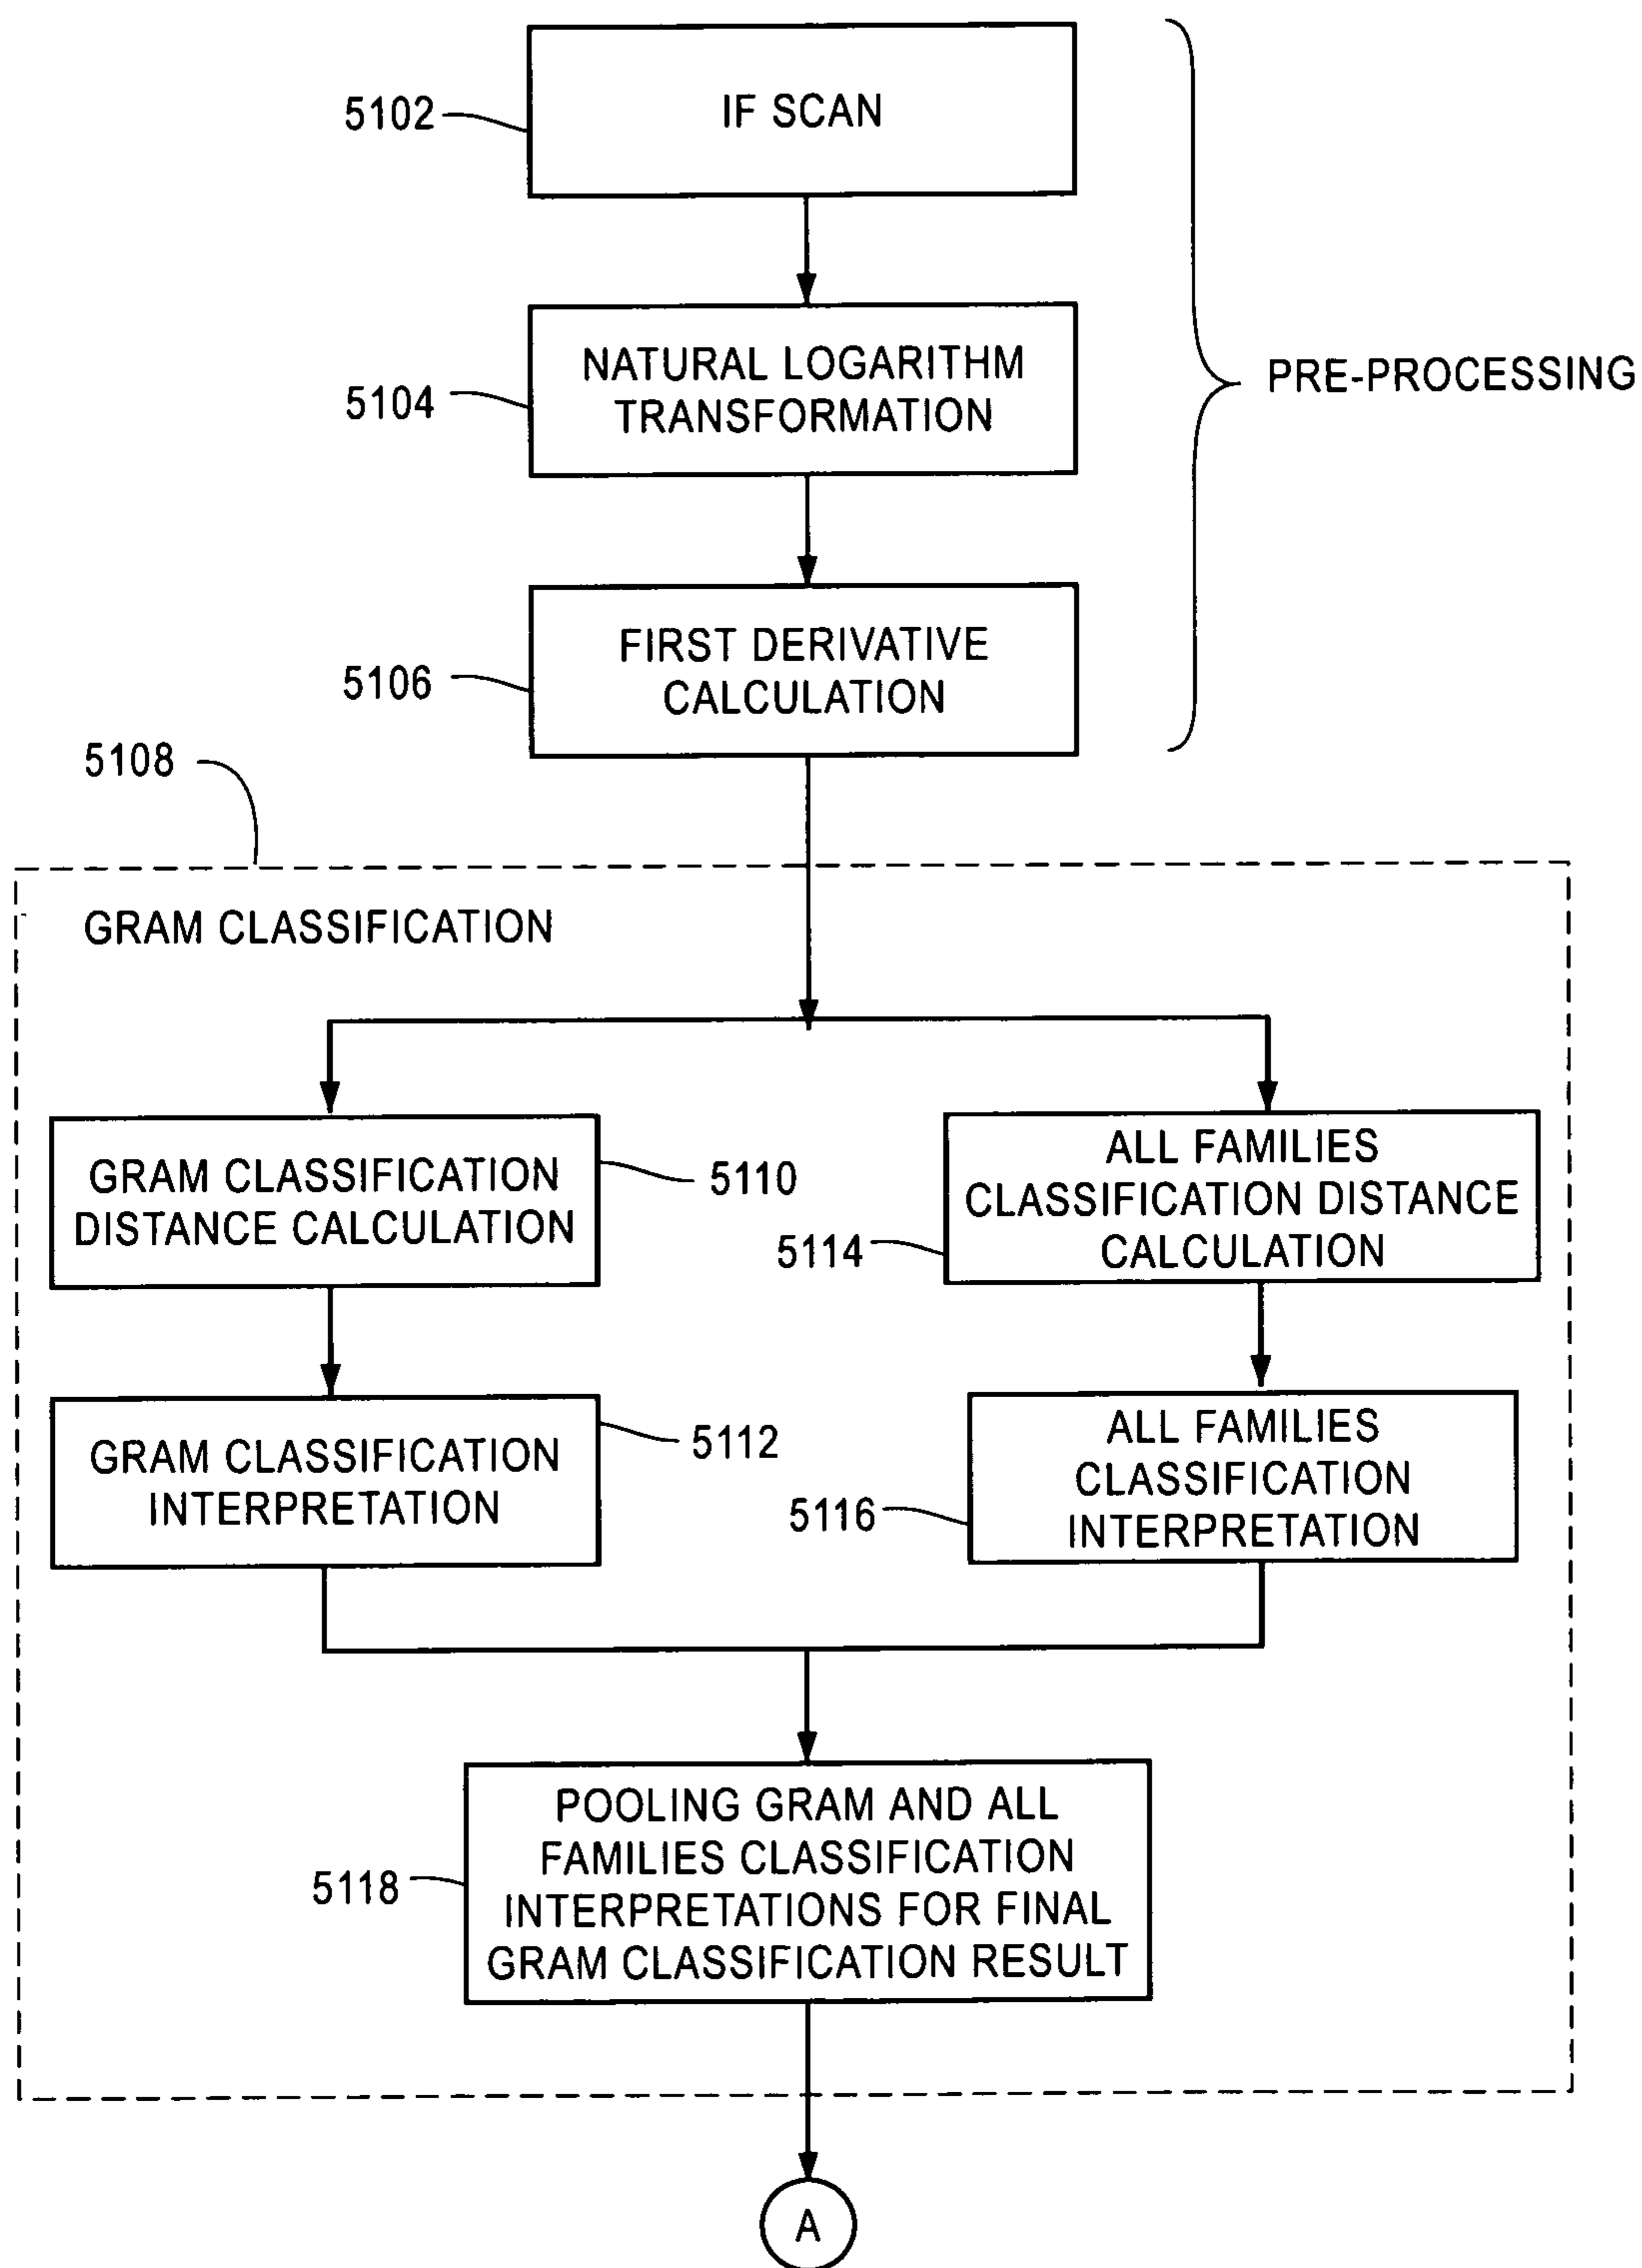 5102
IF SCAN
5104
NATURAL LOGARITHM
TRANSFORMATION
PRE-PROCESSING
5106
FIRST DERIVATIVE
CALCULATION
5108
GRAM CLASSIFICATION
GRAM CLASSIFICATION
DISTANCE CALCULATION
5110
ALL FAMILIES
CLASSIFICATION DISTANCE
CALCULATION
5114
GRAM CLASSIFICATION
INTERPRETATION
5112
ALL FAMILIES
CLASSIFICATION
INTERPRETATION
5116
POOLING GRAM AND ALL
FAMILIES CLASSIFICATION
INTERPRETATIONS FOR FINAL
GRAM CLASSIFICATION RESULT
5118
A